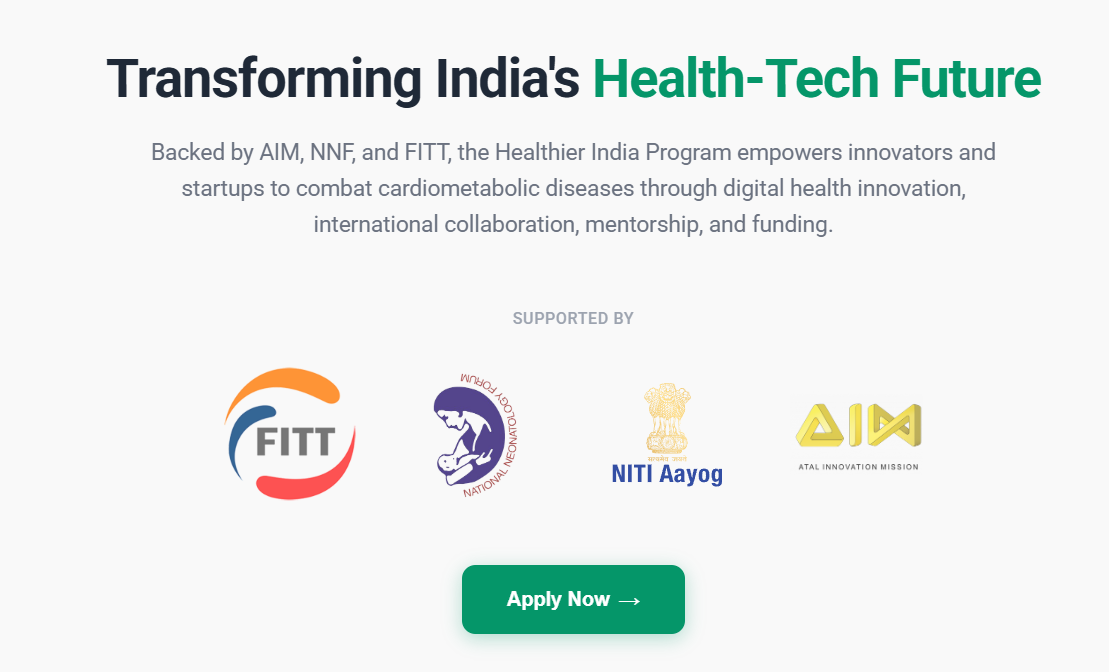 Transforming India's Health-Tech Future
Backed by AIM, NNF, and FITT, the Healthier India Program empowers innovators and
startups to combat cardiometabolic diseases through digital health innovation,
international collaboration, mentorship, and funding.
SUPPORTED BY
FITT
NATIONAL NEONATOLOGY FORUM
सत्यमेव जयते
NITI Aayog
AIM
ATAL INNOVATION MISSION
Apply Now →